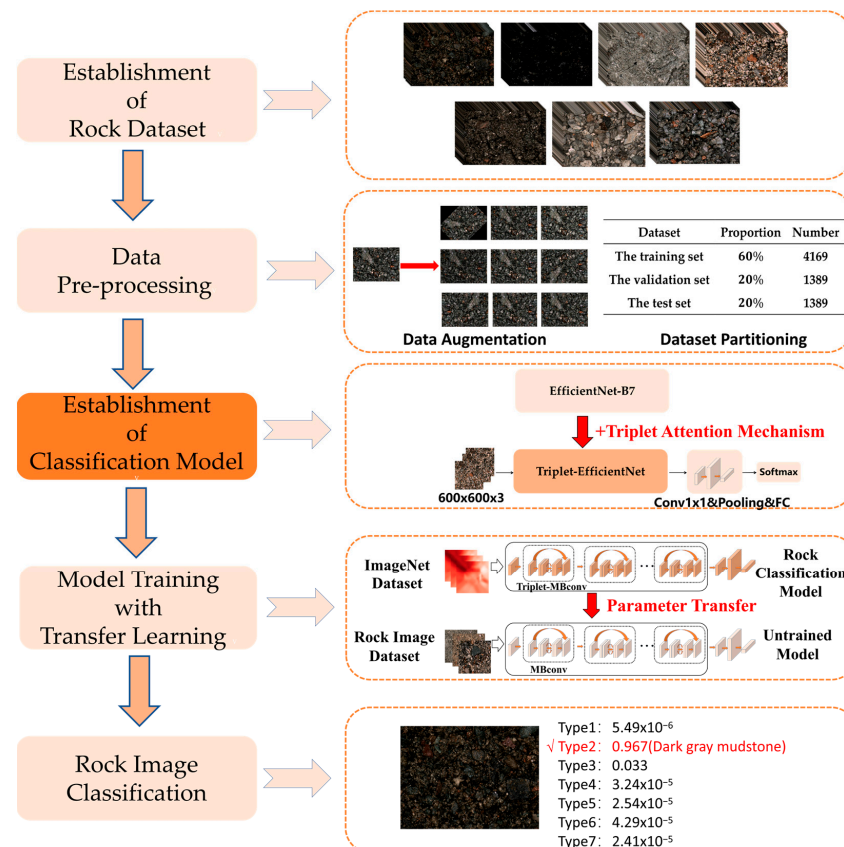 Establishment
of
Rock Dataset
Data
Pre-processing
Dataset Proportion Number
The training set 60% 4169
The validation set 20% 1389
The test set 20% 1389
Data Augmentation
Dataset Partitioning
Establishment
of
Classification Model
EfficientNet-B7
+Triplet Attention Mechanism
Triplet-EfficientNet
Softmax
600x600x3
Conv1x1&Pooling&FC
Model Training
with
Transfer Learning
ImageNet
Dataset
Triplet-MBconv
Rock
Classification
Model
Parameter Transfer
Rock Image
Dataset
MBconv
Untrained
Model
Rock Image
Classification
Type1: 5.49x10⁻⁶
√ Type2: 0.967(Dark gray mudstone)
Type3: 0.033
Type4: 3.24x10⁻⁵
Type5: 2.54x10⁻⁵
Type6: 4.29x10⁻⁵
Type7: 2.41x10⁻⁵